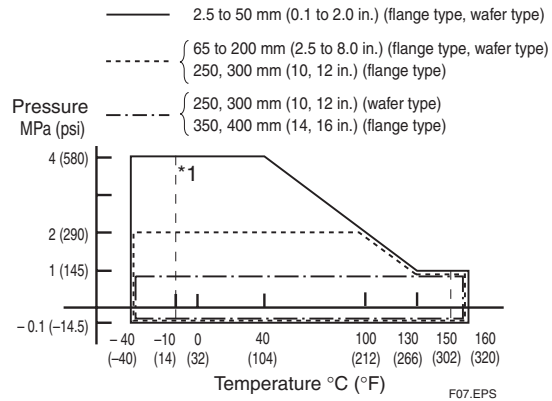 2.5 to 50 mm (0.1 to 2.0 in.) (flange type, wafer type)
65 to 200 mm (2.5 to 8.0 in.) (flange type, wafer type)
250, 300 mm (10, 12 in.) (flange type)
250, 300 mm (10, 12 in.) (wafer type)
350, 400 mm (14, 16 in.) (flange type)
Pressure
MPa (psi)
4 (580)
*1
2 (290)
1 (145)
– 0.1 (–14.5)
– 40 –10 0 40 100 130 150 160
(–40) (14) (32) (104) (212) (266) (302) (320)
Temperature °C (°F)
F07.EPS